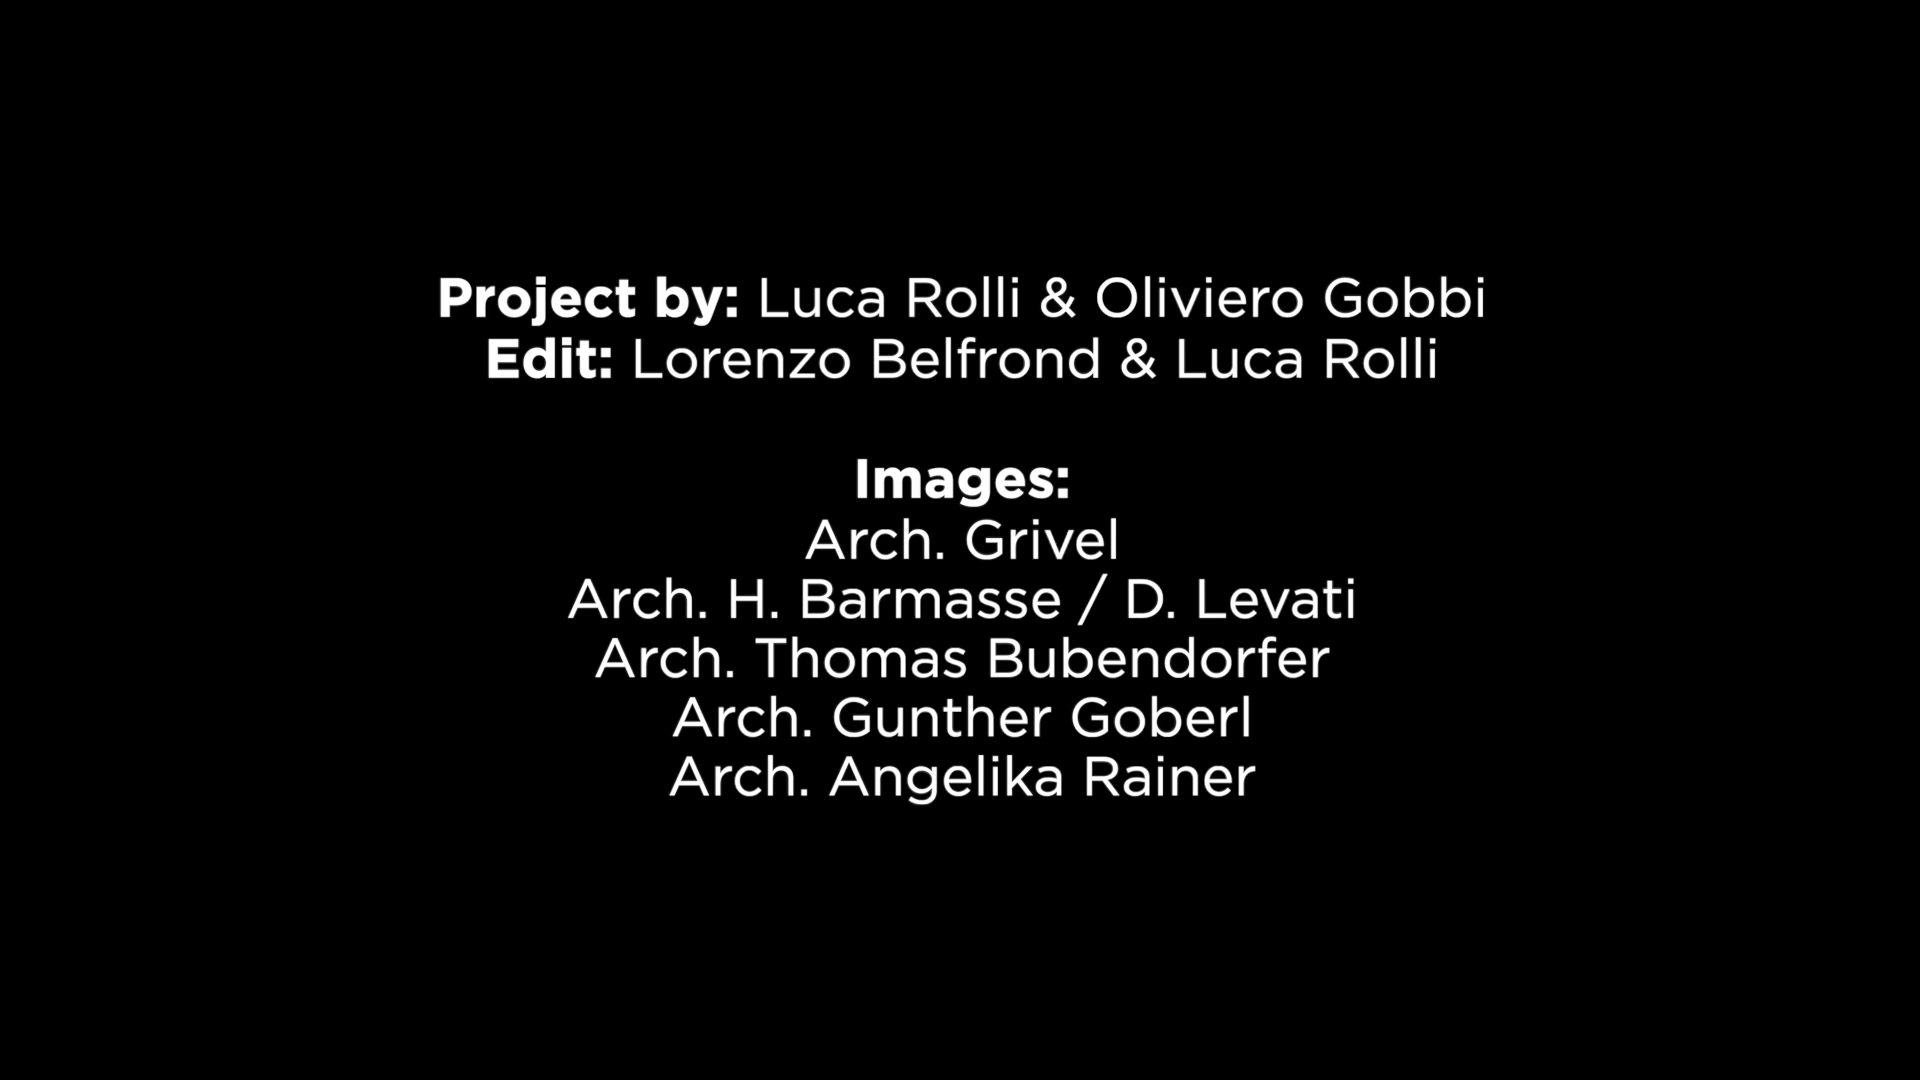 Project by: Luca Rolli & Oliviero Gobbi
Edit: Lorenzo Belfrond & Luca Rolli
Images:
Arch. Grivel
Arch. H. Barmasse / D. Levati
Arch. Thomas Bubendorfer
Arch. Gunther Goberl
Arch. Angelika Rainer